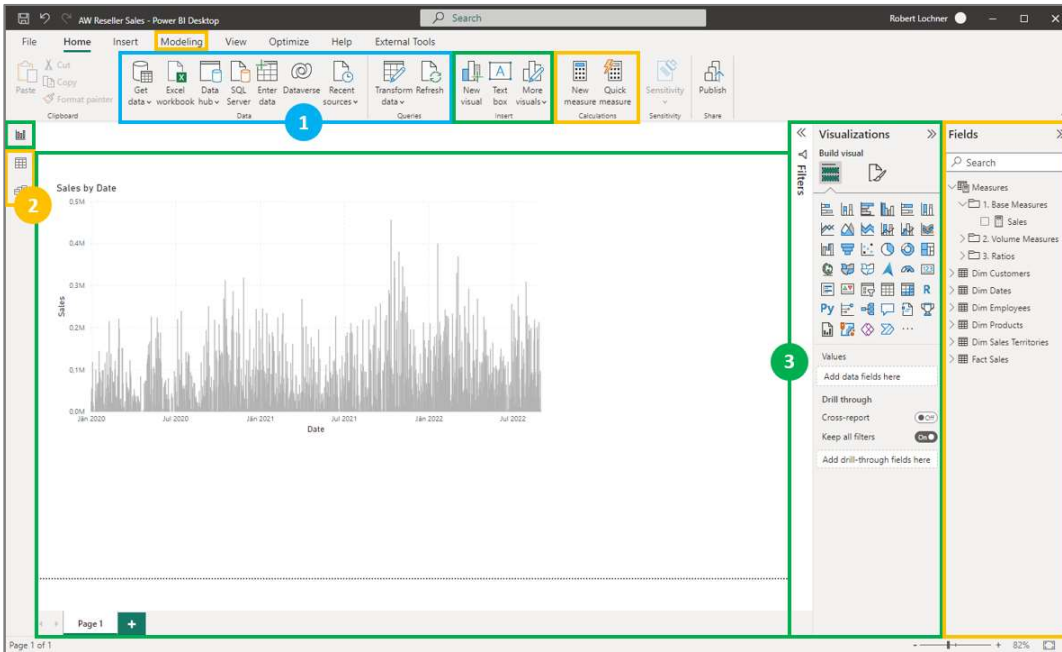 AW Reseller Sales - Power BI Desktop
Search
Robert Lochner
File Home Insert Modeling View Optimize Help External Tools
Paste
Cut
Copy
Format painter
Clipboard
Get data
Excel workbook
Data hub
SQL Server
Enter data
Dataverse
Recent sources
Data
Transform data
Refresh
Queries
New visual
Text box
More visuals
Insert
New measure
Quick measure
Calculations
Sensitivity
Sensitivity
Publish
Share
1
2
3
Sales by Date
0.5M
0.4M
0.3M
0.2M
0.1M
0.0M
Sales
Jän 2020 Jul 2020 Jän 2021 Jul 2021 Jän 2022 Jul 2022
Date
Filters
Visualizations
Build visual
R
Py
Values
Add data fields here
Drill through
Cross-report Off
Keep all filters On
Add drill-through fields here
Fields
Search
Measures
1. Base Measures
Sales
2. Volume Measures
3. Ratios
Dim Customers
Dim Dates
Dim Employees
Dim Products
Dim Sales Territories
Fact Sales
Page 1
Page 1 of 1
82%